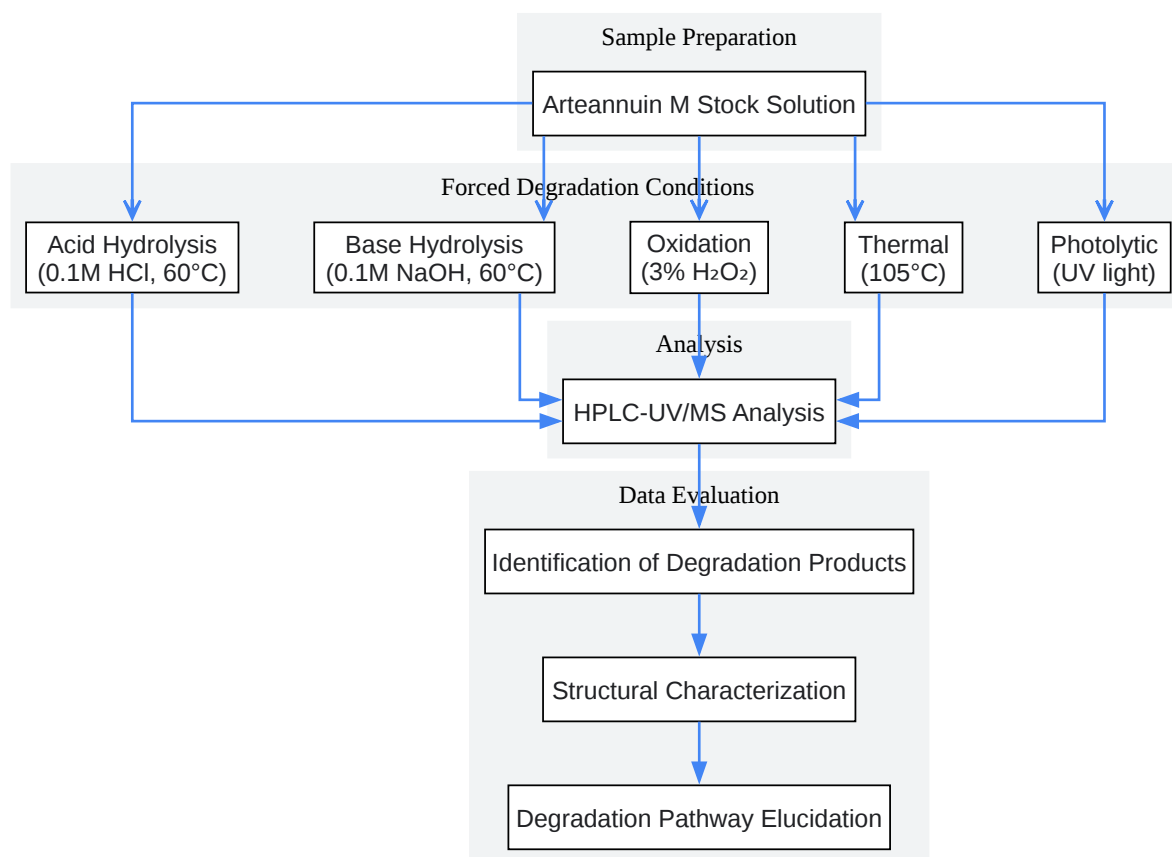 Sample Preparation
Arteannuin M Stock Solution
Forced Degradation Conditions
Acid Hydrolysis
(0.1M HCl, 60°C)
Base Hydrolysis
(0.1M NaOH, 60°C)
Oxidation
(3% H₂O₂)
Thermal
(105°C)
Photolytic
(UV light)
Analysis
HPLC-UV/MS Analysis
Data Evaluation
Identification of Degradation Products
Structural Characterization
Degradation Pathway Elucidation